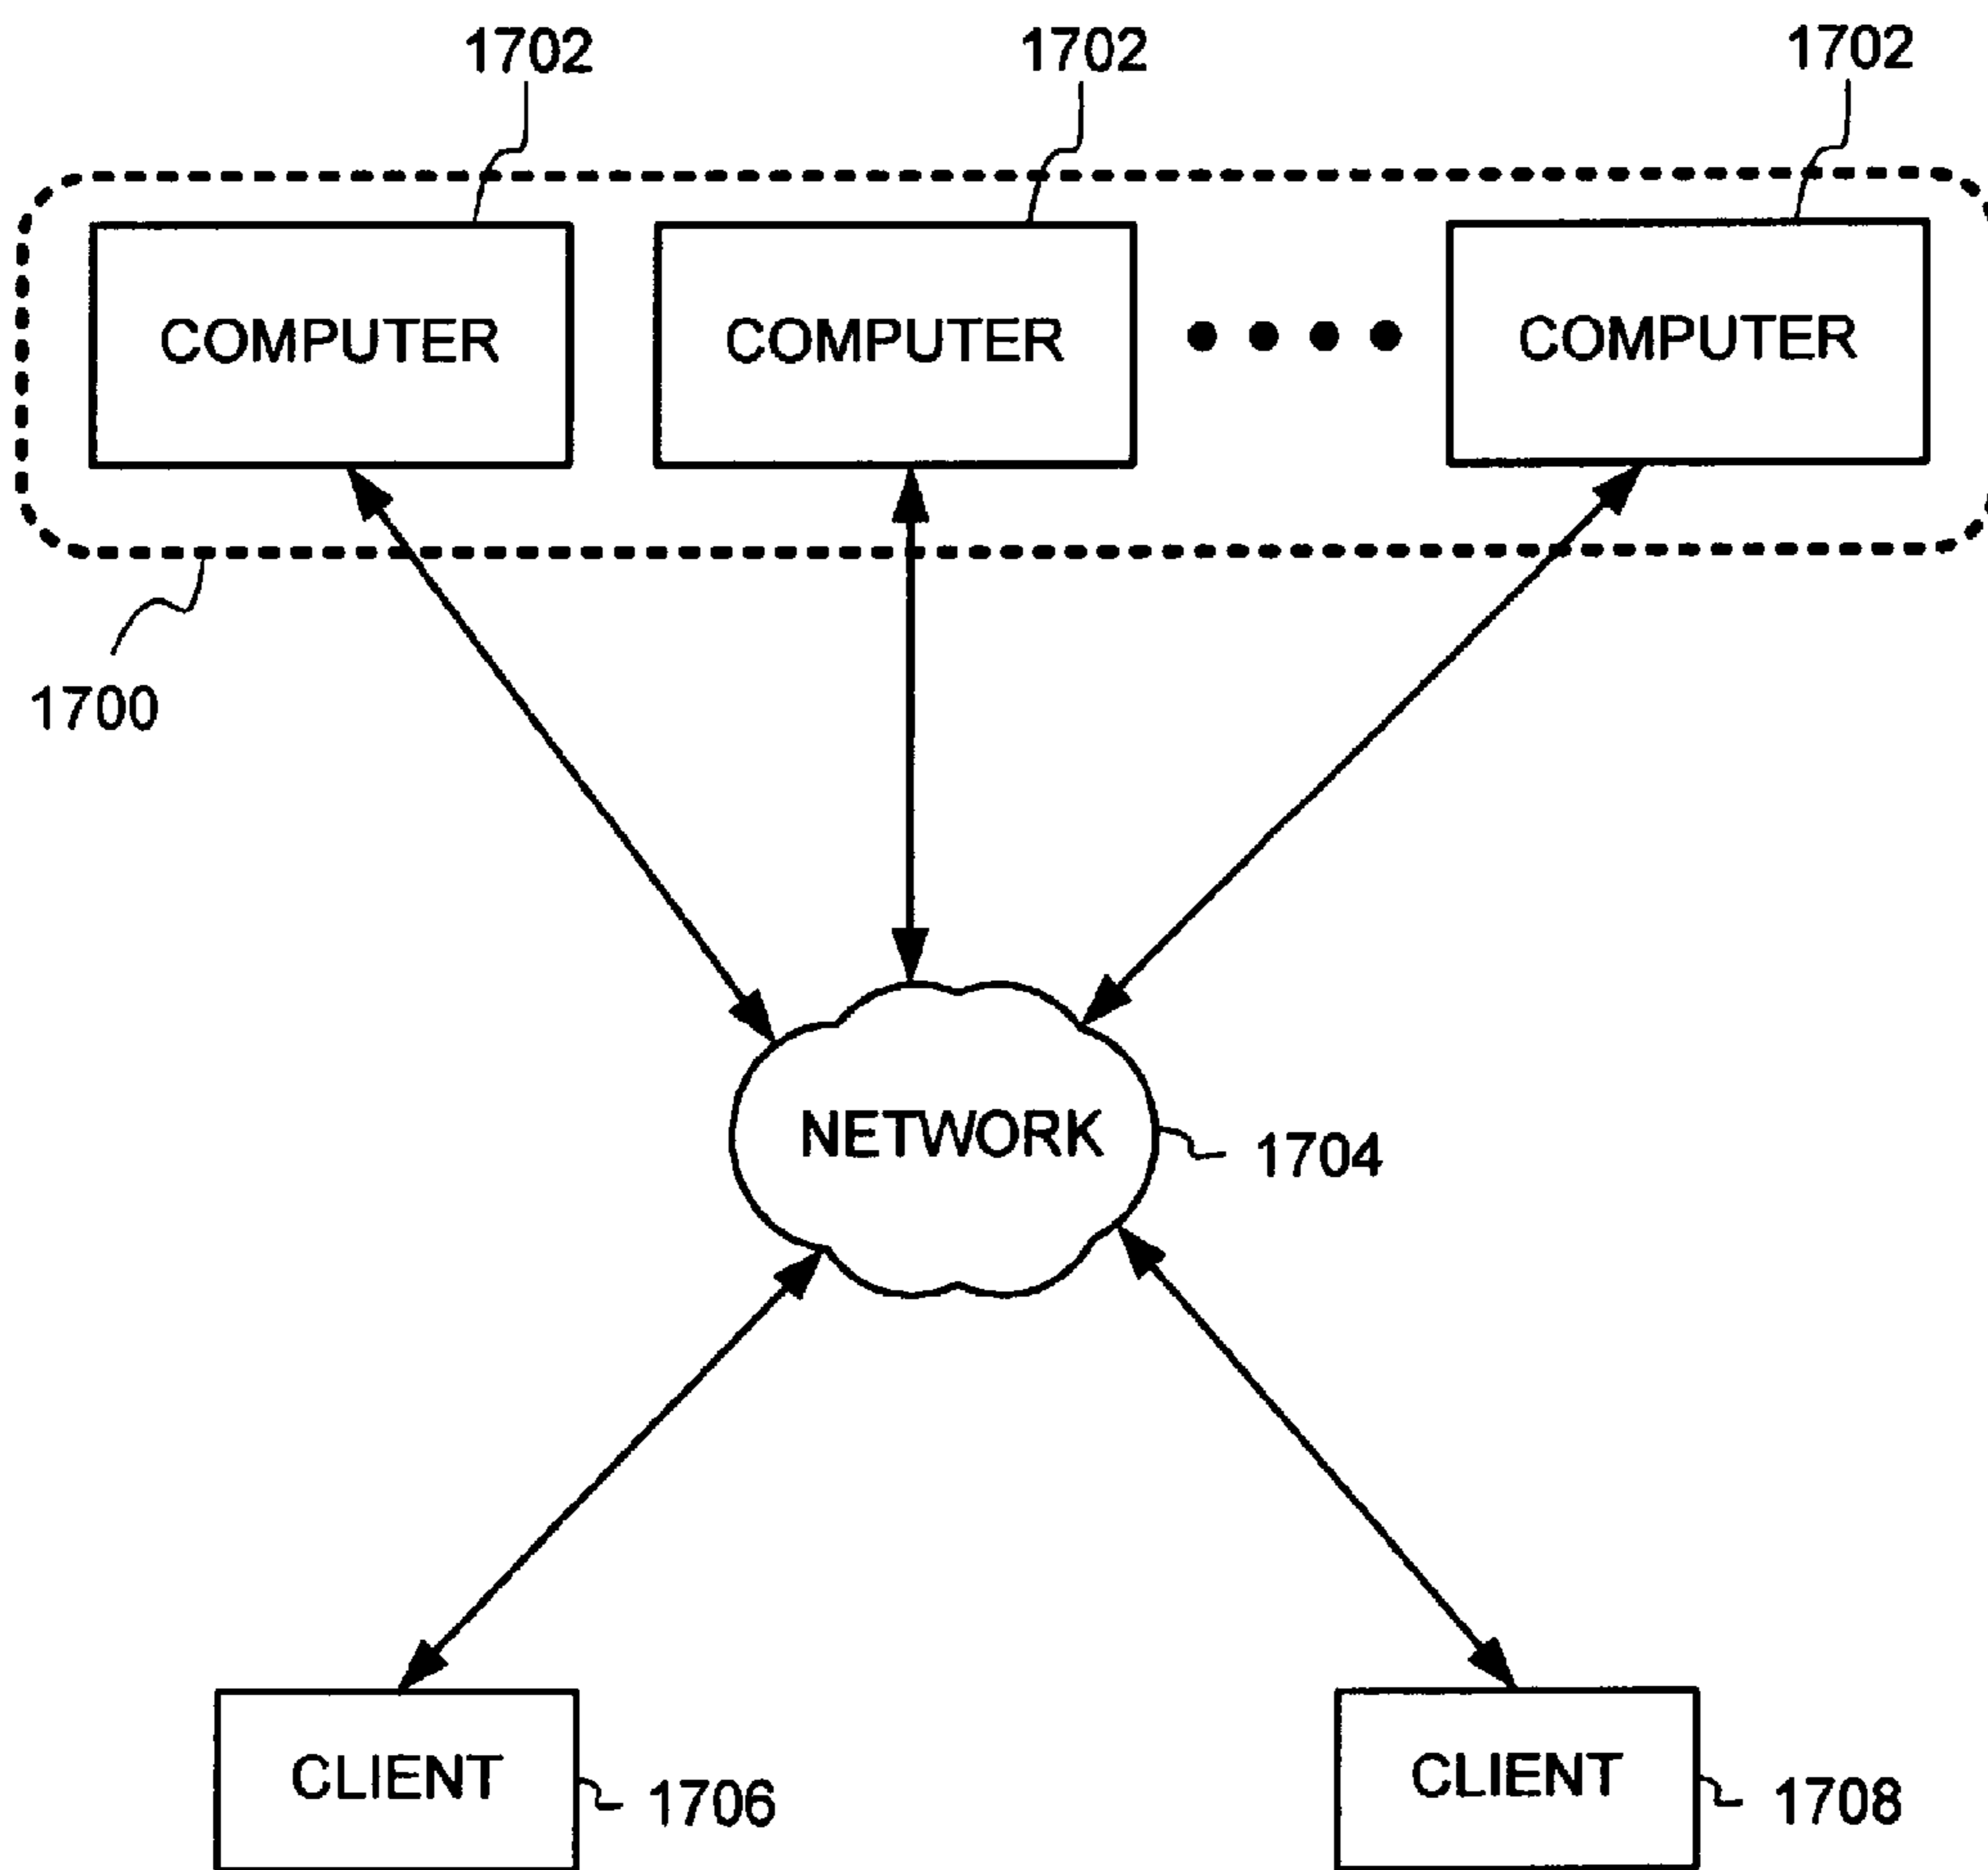 1702 1702 1702
COMPUTER COMPUTER COMPUTER
1700
NETWORK
1704
CLIENT 1706 CLIENT 1708